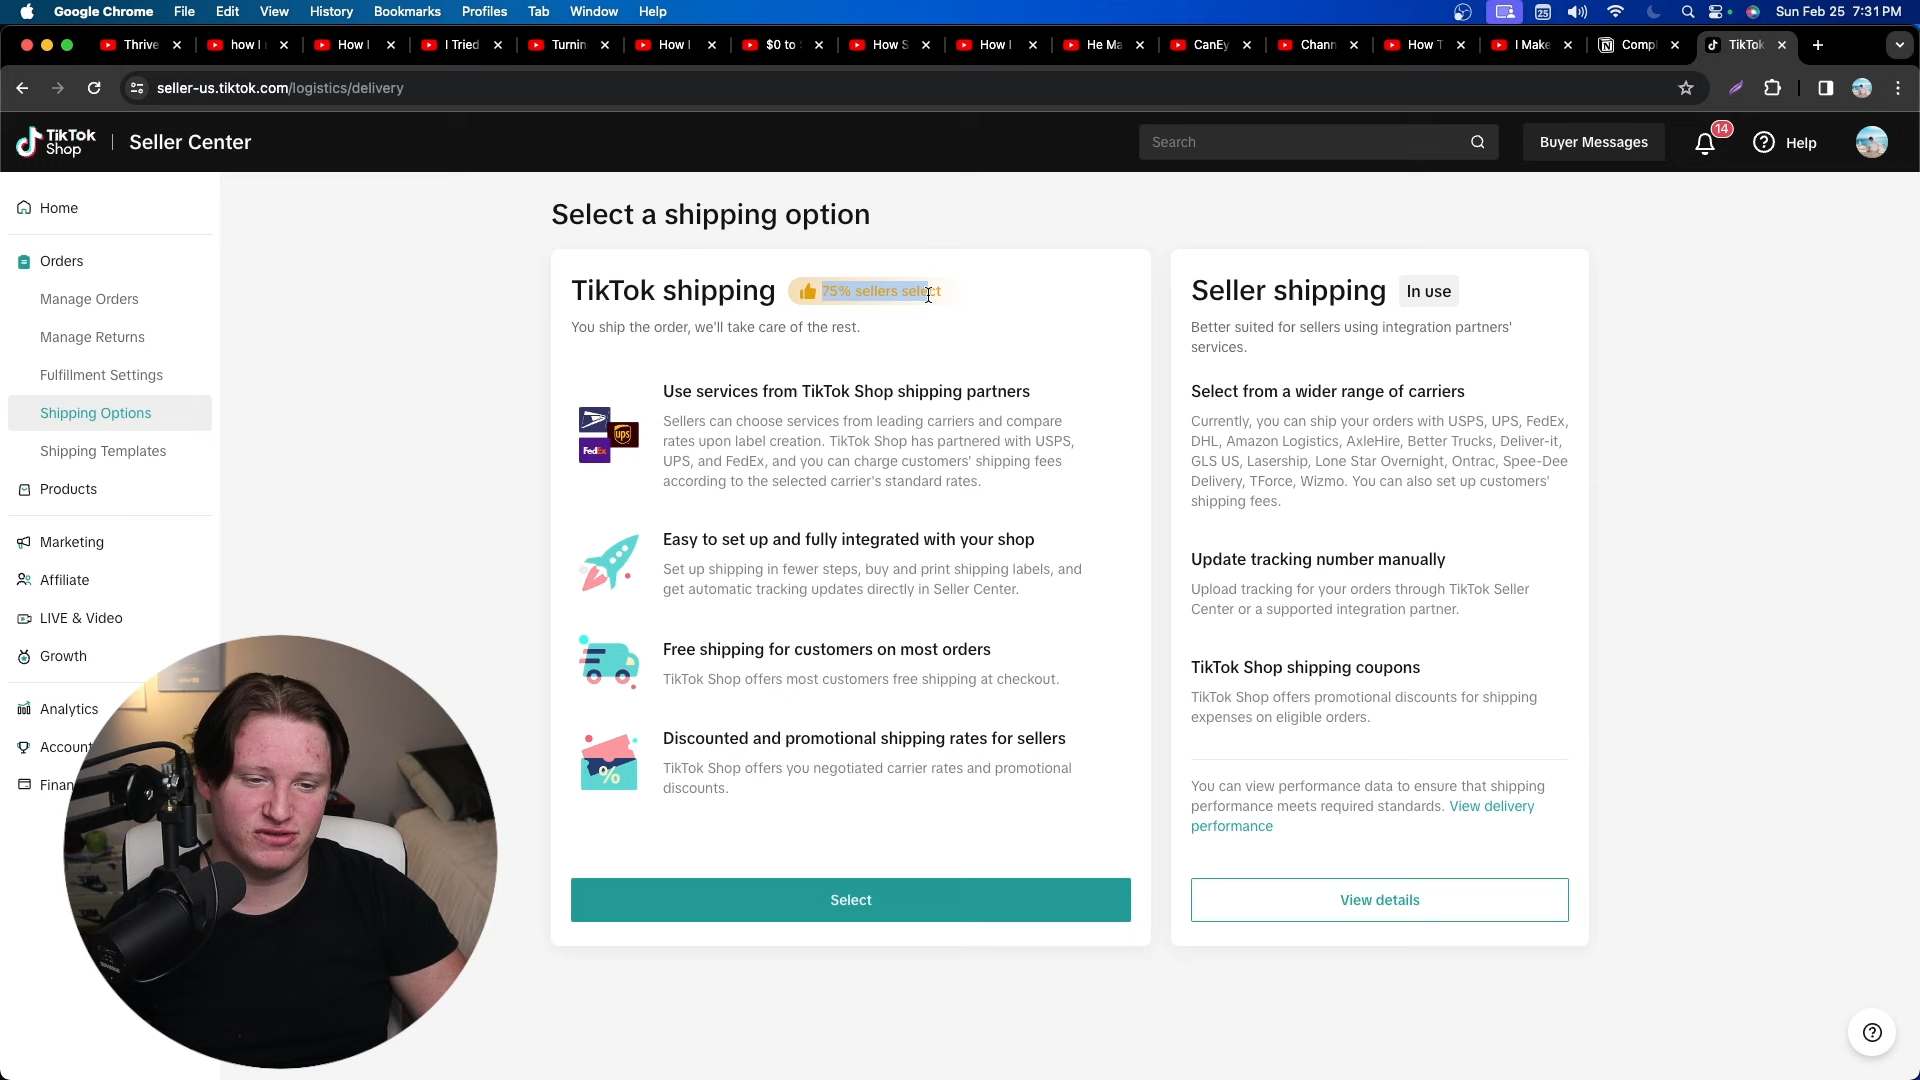 Google Chrome File Edit View History Bookmarks Profiles Tab Window Help 25 Sun Feb 25 7:31 PM
Thrive how I How I I Tried Turnin How I $0 to How S How I He Ma CanEy Chann How T I Make Compl TikTok
seller-us.tiktok.com/logistics/delivery
TikTok Shop Seller Center Search Buyer Messages 14 Help
Home
Orders
Manage Orders
Manage Returns
Fulfillment Settings
Shipping Options
Shipping Templates
Products
Marketing
Affiliate
LIVE & Video
Growth
Analytics
Account
Finan
Select a shipping option
TikTok shipping 75% sellers select
You ship the order, we'll take care of the rest.
ups
FedEx
Use services from TikTok Shop shipping partners
Sellers can choose services from leading carriers and compare
rates upon label creation. TikTok Shop has partnered with USPS,
UPS, and FedEx, and you can charge customers' shipping fees
according to the selected carrier's standard rates.
Easy to set up and fully integrated with your shop
Set up shipping in fewer steps, buy and print shipping labels, and
get automatic tracking updates directly in Seller Center.
Free shipping for customers on most orders
TikTok Shop offers most customers free shipping at checkout.
%
Discounted and promotional shipping rates for sellers
TikTok Shop offers you negotiated carrier rates and promotional
discounts.
Select
Seller shipping In use
Better suited for sellers using integration partners'
services.
Select from a wider range of carriers
Currently, you can ship your orders with USPS, UPS, FedEx,
DHL, Amazon Logistics, AxleHire, Better Trucks, Deliver-it,
GLS US, Lasership, Lone Star Overnight, Ontrac, Spee-Dee
Delivery, TForce, Wizmo. You can also set up customers'
shipping fees.
Update tracking number manually
Upload tracking for your orders through TikTok Seller
Center or a supported integration partner.
TikTok Shop shipping coupons
TikTok Shop offers promotional discounts for shipping
expenses on eligible orders.
You can view performance data to ensure that shipping
performance meets required standards. View delivery
performance
View details